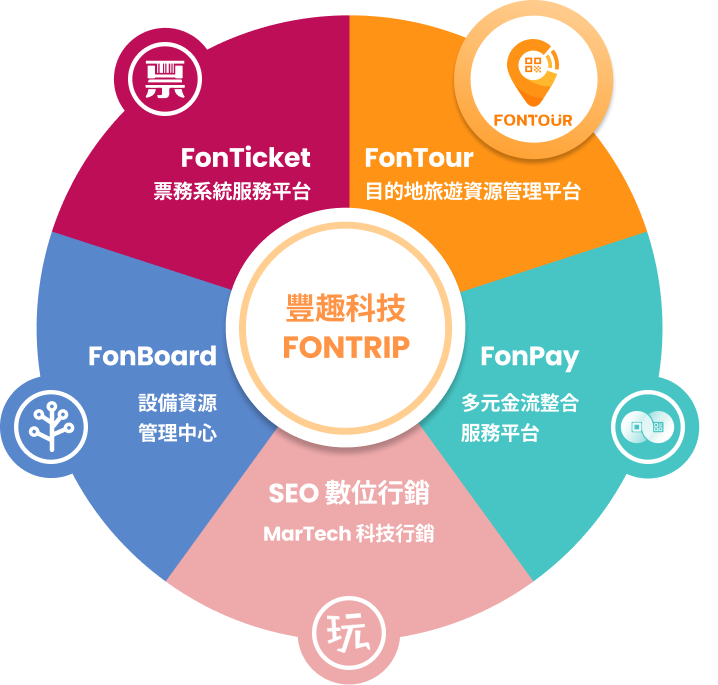 票
FONTOUR
FonTicket
票務系統服務平台
FonTour
目的地旅遊資源管理平台
豐趣科技
FONTRIP
FonBoard
設備資源
管理中心
FonPay
多元金流整合
服務平台
SEO 數位行銷
MarTech 科技行銷
玩